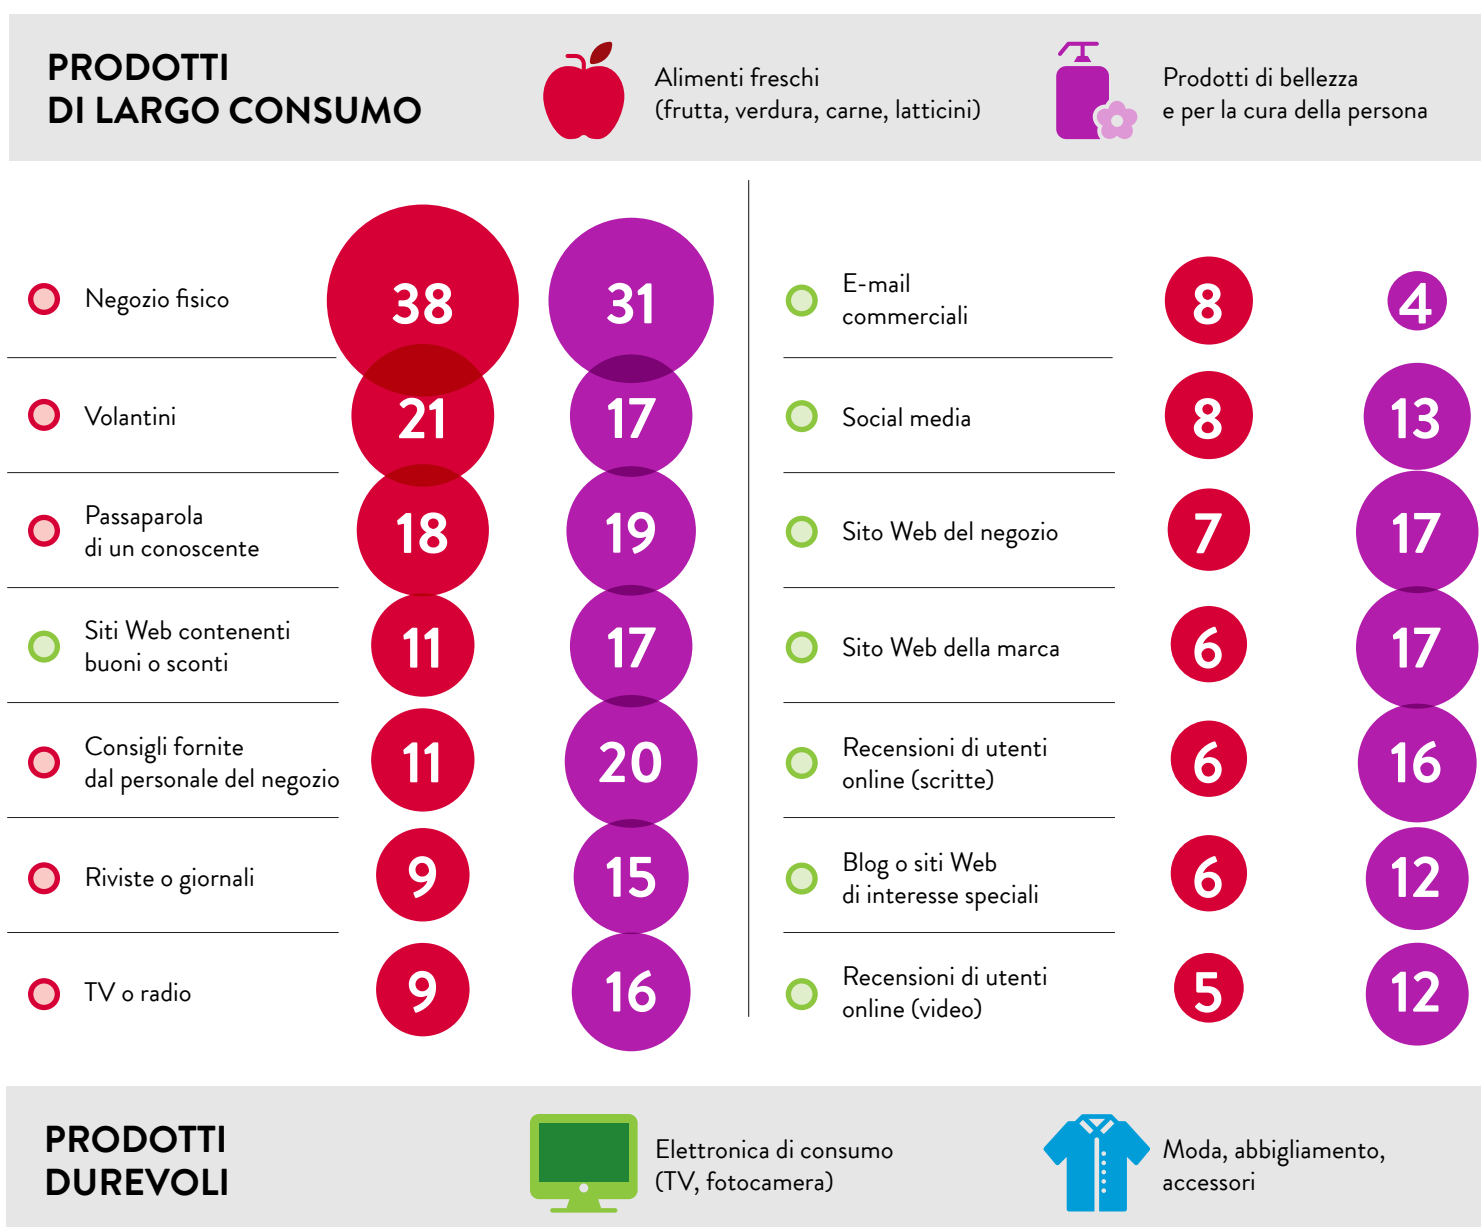 PRODOTTI
DI LARGO CONSUMO
Alimenti freschi
(frutta, verdura, carne, latticini)
Prodotti di bellezza
e per la cura della persona
Negozio fisico
38
31
Volantini
21
17
Passaparola
di un conoscente
18
19
Siti Web contenenti
buoni o sconti
11
17
Consigli fornite
dal personale del negozio
11
20
Riviste o giornali
9
15
TV o radio
9
16
E-mail
commerciali
8
4
Social media
8
13
Sito Web del negozio
7
17
Sito Web della marca
6
17
Recensioni di utenti
online (scritte)
6
16
Blog o siti Web
di interesse speciali
6
12
Recensioni di utenti
online (video)
5
12
PRODOTTI
DUREVOLI
Elettronica di consumo
(TV, fotocamera)
Moda, abbigliamento,
accessori